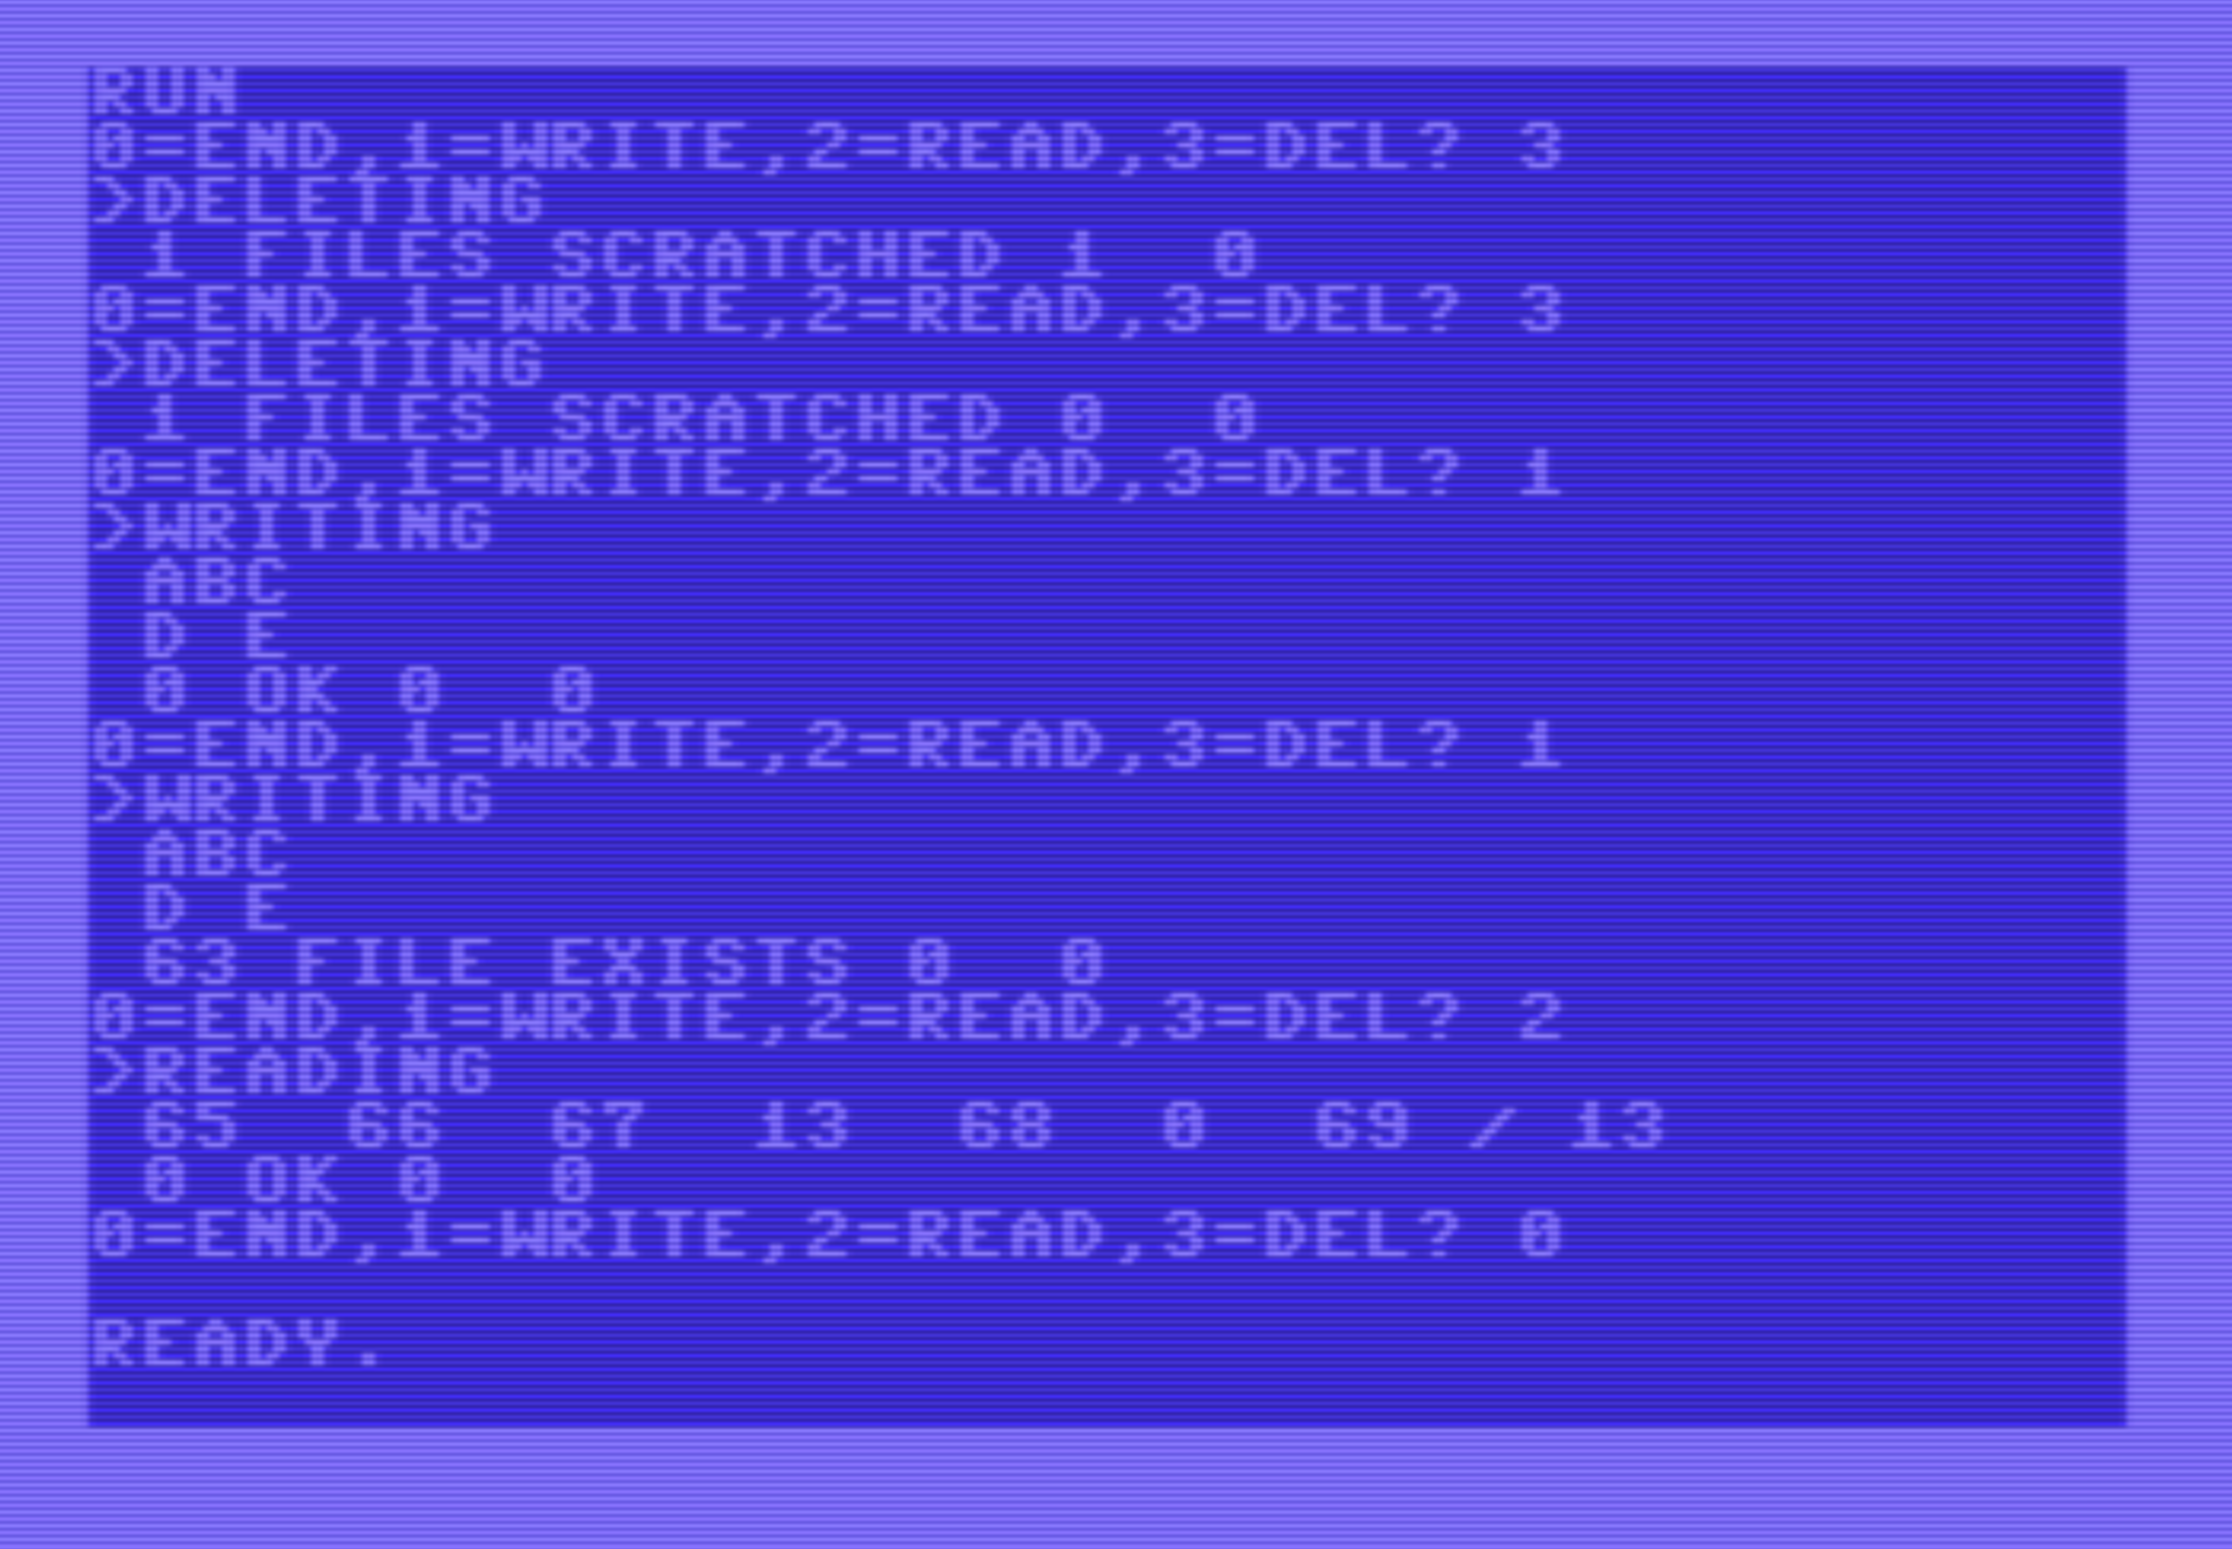 RUN
0=END,1=WRITE,2=READ,3=DEL? 3
>DELETING
 1 FILES SCRATCHED 1  0
0=END,1=WRITE,2=READ,3=DEL? 3
>DELETING
 1 FILES SCRATCHED 0  0
0=END,1=WRITE,2=READ,3=DEL? 1
>WRITING
 ABC
 D E
 0 OK 0  0
0=END,1=WRITE,2=READ,3=DEL? 1
>WRITING
 ABC
 D E
 63 FILE EXISTS 0  0
0=END,1=WRITE,2=READ,3=DEL? 2
>READING
 65  66  67  13  68  0  69 / 13
 0 OK 0  0
0=END,1=WRITE,2=READ,3=DEL? 0
READY.